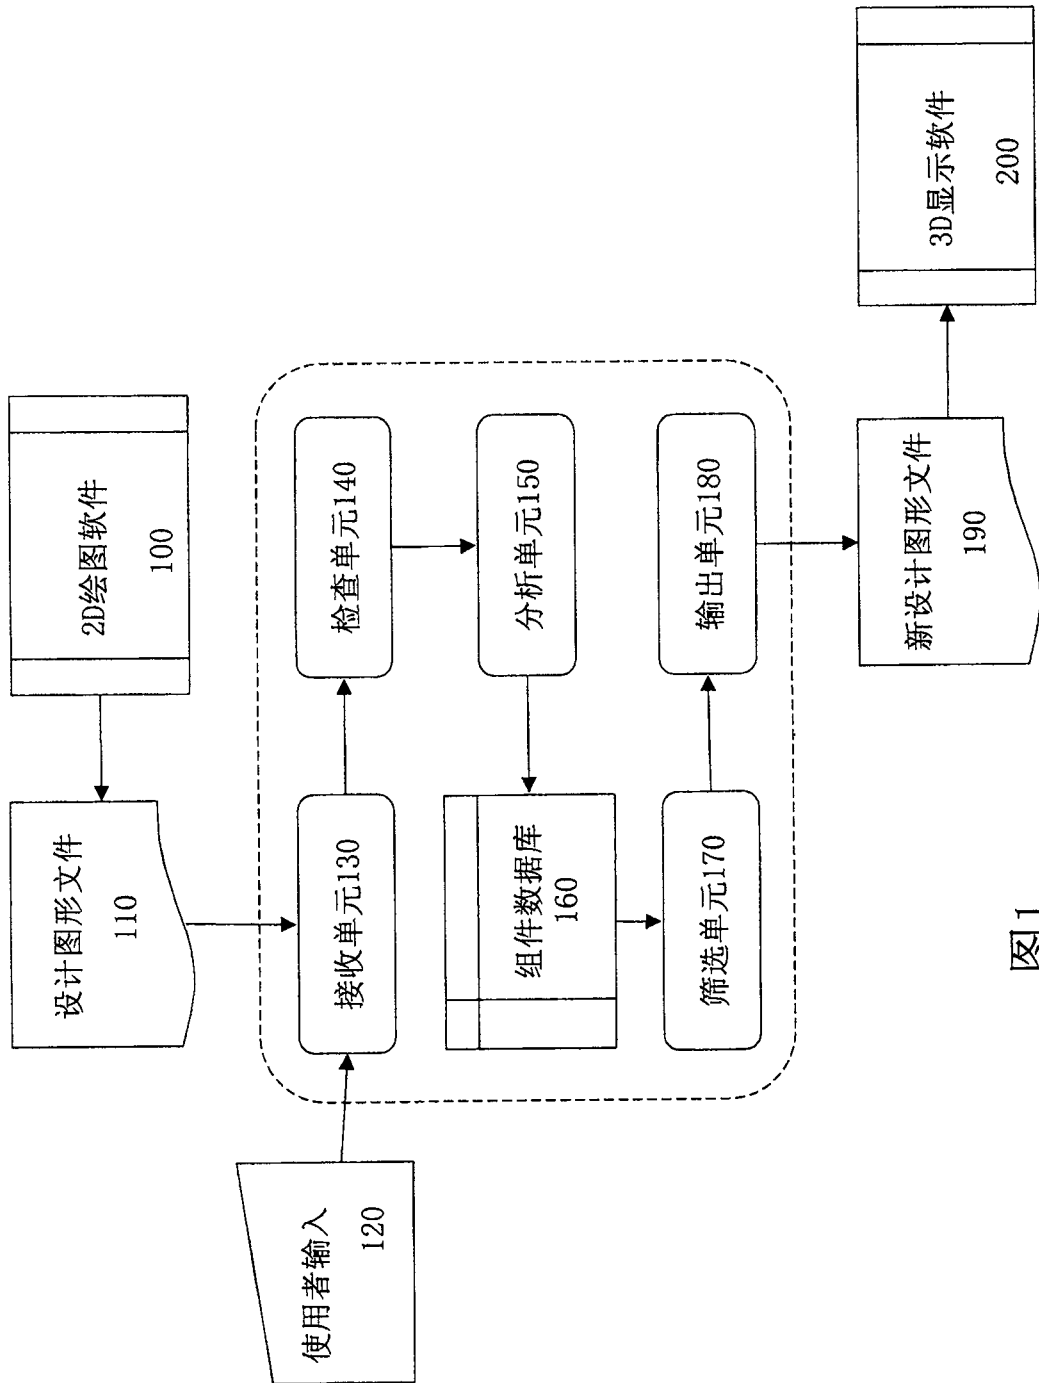 2D绘图软件
100
设计图形文件
110
使用者输入
120
接收单元130
检查单元140
分析单元150
组件数据库
160
筛选单元170
输出单元180
新设计图形文件
190
3D显示软件
200
图1